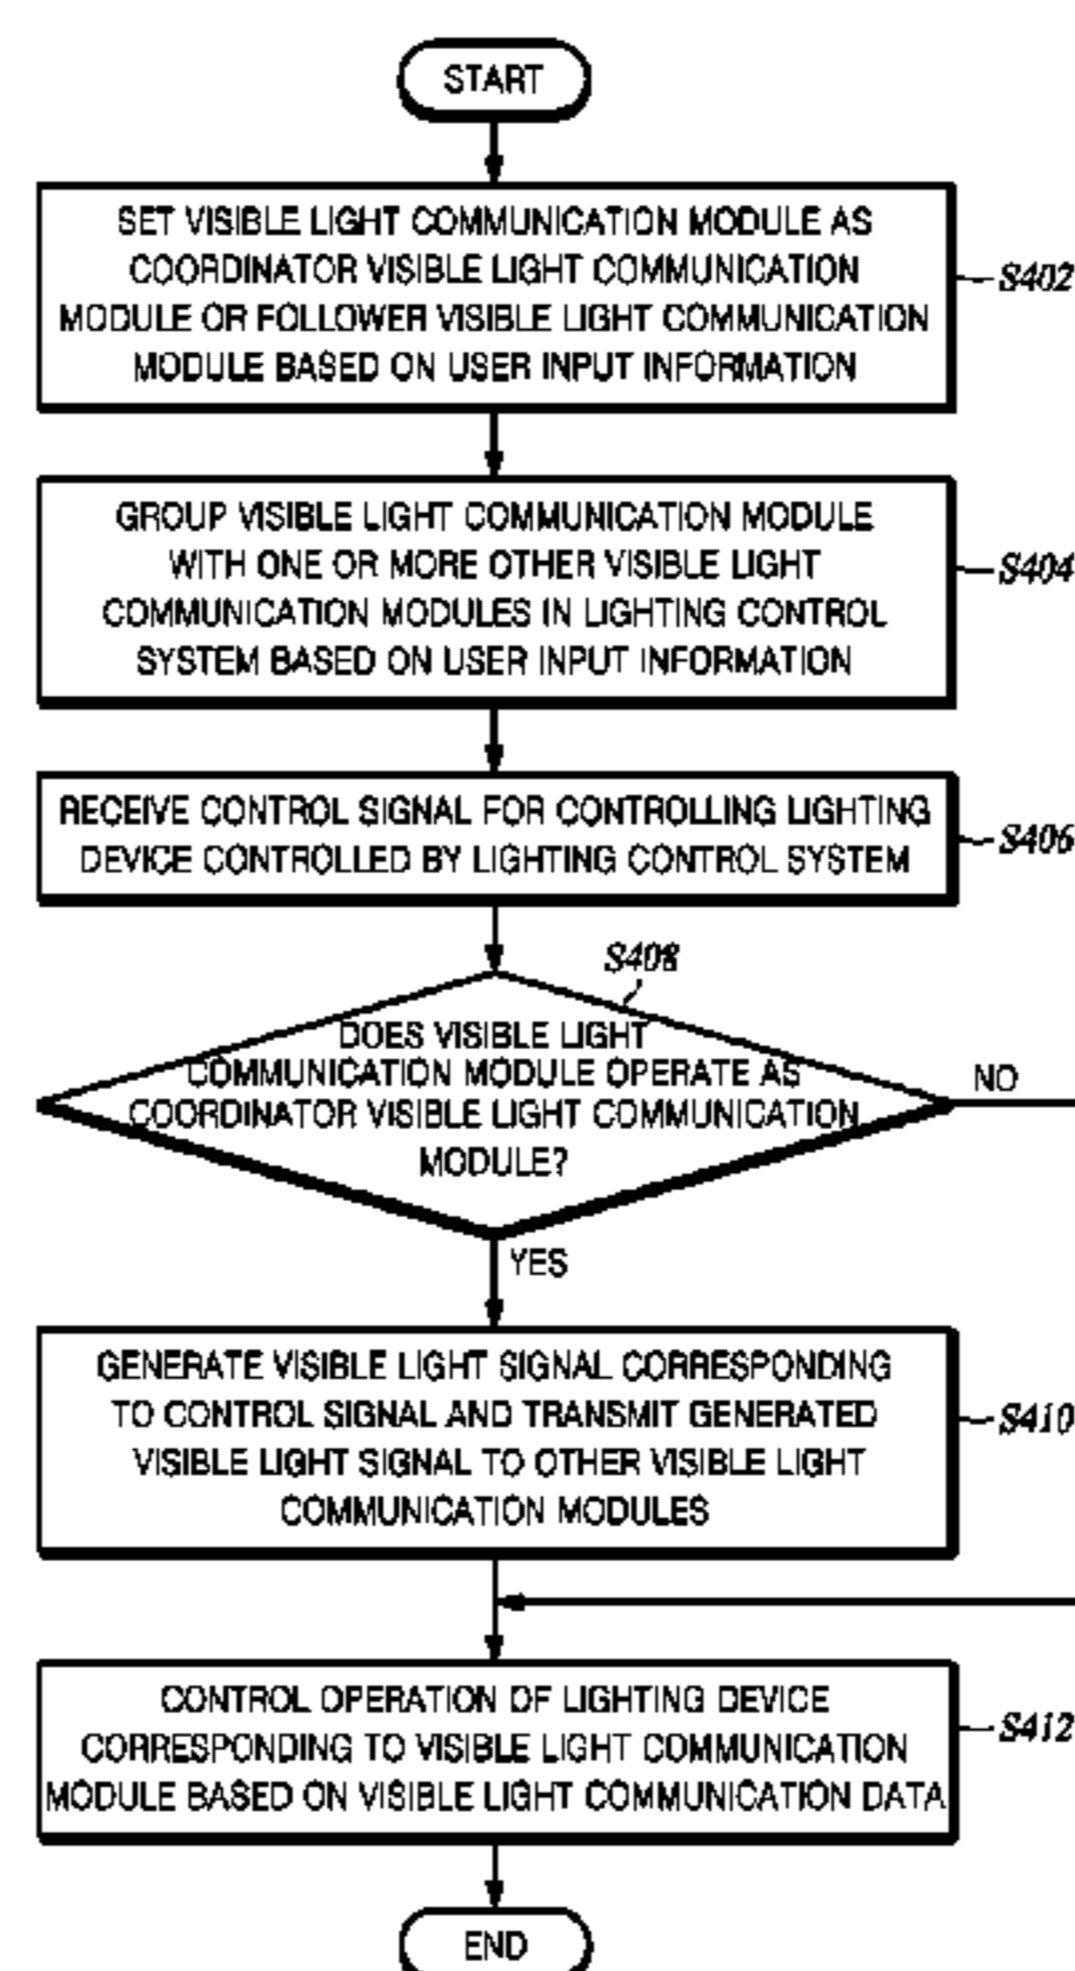 START
SET VISIBLE LIGHT COMMUNICATION MODULE AS
COORDINATOR VISIBLE LIGHT COMMUNICATION
MODULE OR FOLLOWER VISIBLE LIGHT COMMUNICATION
MODULE BASED ON USER INPUT INFORMATION
S402
GROUP VISIBLE LIGHT COMMUNICATION MODULE
WITH ONE OR MORE OTHER VISIBLE LIGHT
COMMUNICATION MODULES IN LIGHTING CONTROL
SYSTEM BASED ON USER INPUT INFORMATION
S404
RECEIVE CONTROL SIGNAL FOR CONTROLLING LIGHTING
DEVICE CONTROLLED BY LIGHTING CONTROL SYSTEM
S406
S408
DOES VISIBLE LIGHT
COMMUNICATION MODULE OPERATE AS
COORDINATOR VISIBLE LIGHT COMMUNICATION
MODULE?
NO
YES
GENERATE VISIBLE LIGHT SIGNAL CORRESPONDING
TO CONTROL SIGNAL AND TRANSMIT GENERATED
VISIBLE LIGHT SIGNAL TO OTHER VISIBLE LIGHT
COMMUNICATION MODULES
S410
CONTROL OPERATION OF LIGHTING DEVICE
CORRESPONDING TO VISIBLE LIGHT COMMUNICATION
MODULE BASED ON VISIBLE LIGHT COMMUNICATION DATA
S412
END